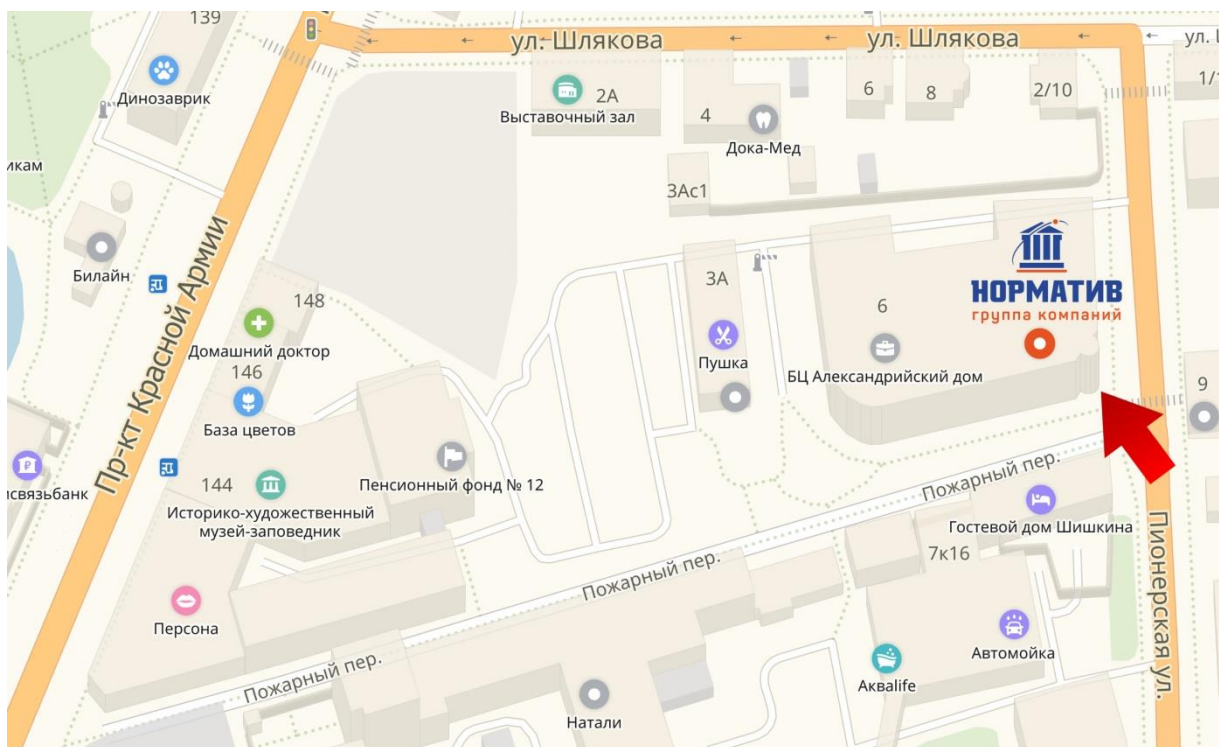 139
ул. Шлякова
ул. Шлякова
ул. Ш
Динозаврик
2А
Выставочный зал
4
Дока-Мед
6
8
2/10
1/1
икам
3Ас1
Пр-кт Красной Армии
Билайн
148
Домашний доктор
146
База цветов
3А
Пушка
6
БЦ Александрийский дом
НОРМАТИВ
группа компаний
9
исвязьбанк
144
Историко-художественный
музей-заповедник
Пенсионный фонд № 12
Пожарный пер.
Гостевой дом Шишкина
7к16
Пионерская ул.
Пожарный пер.
Персона
Автомойка
Аквalife
Пожарный пер.
Натали